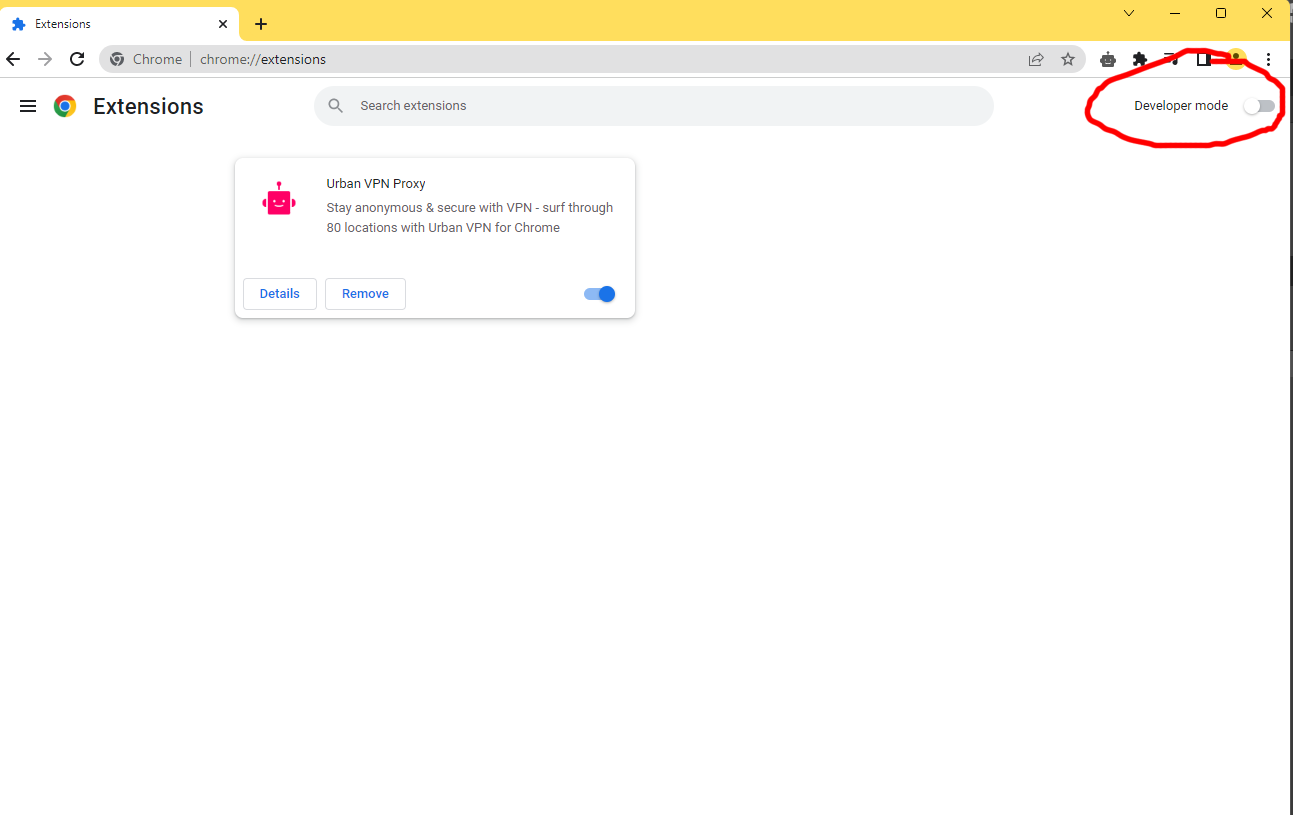 Extensions
Chrome
chrome://extensions
Extensions
Search extensions
Developer mode
Urban VPN Proxy
Stay anonymous & secure with VPN - surf through
80 locations with Urban VPN for Chrome
Details
Remove